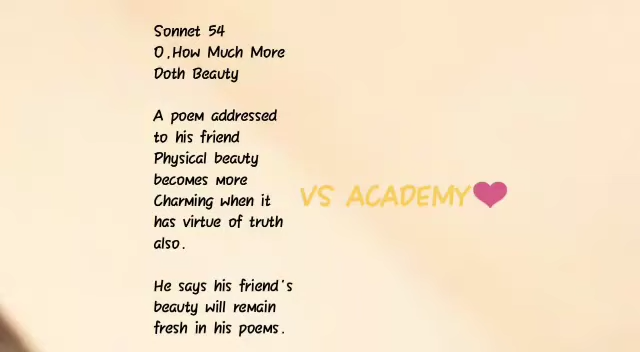 Sonnet 54
O,How Much More
Doth Beauty
A poem addressed
to his friend
Physical beauty
becomes more
Charming when it
has virtue of truth
also.
He says his friend's
beauty will remain
fresh in his poems.
VS ACADEMY